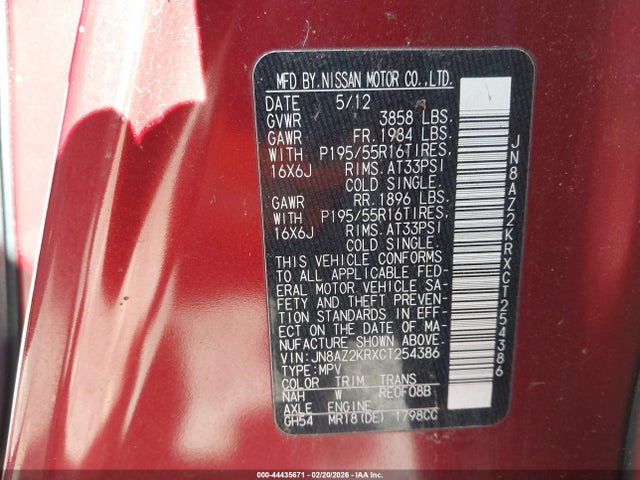 MFD BY NISSAN MOTOR CO.,LTD.
DATE 5/12
GVWR 3858 LBS.
GAWR FR. 1984 LBS.
WITH P195/55R16TIRES.
16X6J RIMS. AT33PSI
COLD SINGLE.
GAWR RR. 1896 LBS.
WITH P195/55R16TIRES.
16X6J RIMS. AT33PSI
COLD SINGLE.
THIS VEHICLE CONFORMS
TO ALL APPLICABLE FED-
ERAL MOTOR VEHICLE SA-
FETY AND THEFT PREVEN-
TION STANDARDS IN EFF-
ECT ON THE DATE OF MA-
NUFACTURE SHOWN ABOVE.
VIN: JN8AZ2KRXCT254386
TYPE: MPV
COLOR TRIM TRANS
NAH W RE0F08B
AXLE ENGINE
GH54 MR18(DE) 1798CC
JN8AZ2KRXCT254386
000-44435671 - 02/20/2026 - IAA Inc.